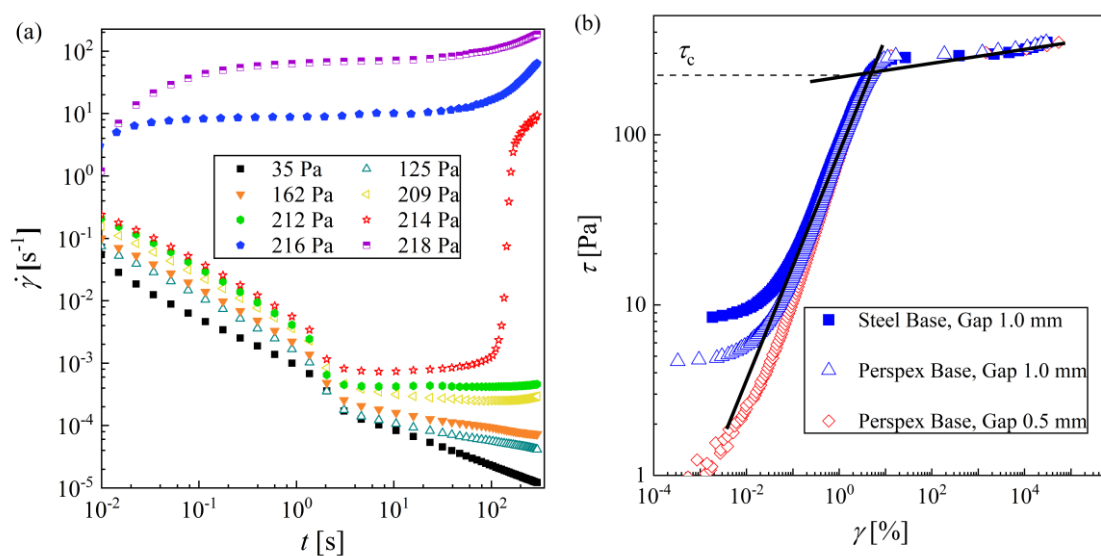 (a)
10²
10¹
10⁰
10⁻¹
10⁻²
10⁻³
10⁻⁴
10⁻⁵
γ̇ [s⁻¹]
35 Pa 125 Pa
162 Pa 209 Pa
212 Pa 214 Pa
216 Pa 218 Pa
10⁻² 10⁻¹ 10⁰ 10¹ 10²
t [s]
(b)
τc
100
10
1
τ [Pa]
Steel Base, Gap 1.0 mm
Perspex Base, Gap 1.0 mm
Perspex Base, Gap 0.5 mm
10⁻⁴ 10⁻² 10⁰ 10² 10⁴
γ [%]